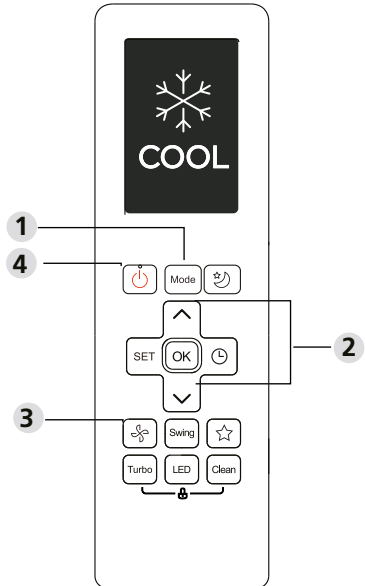 COOL
1
4
Mode
2
SET OK
3
Swing
Turbo LED Clean